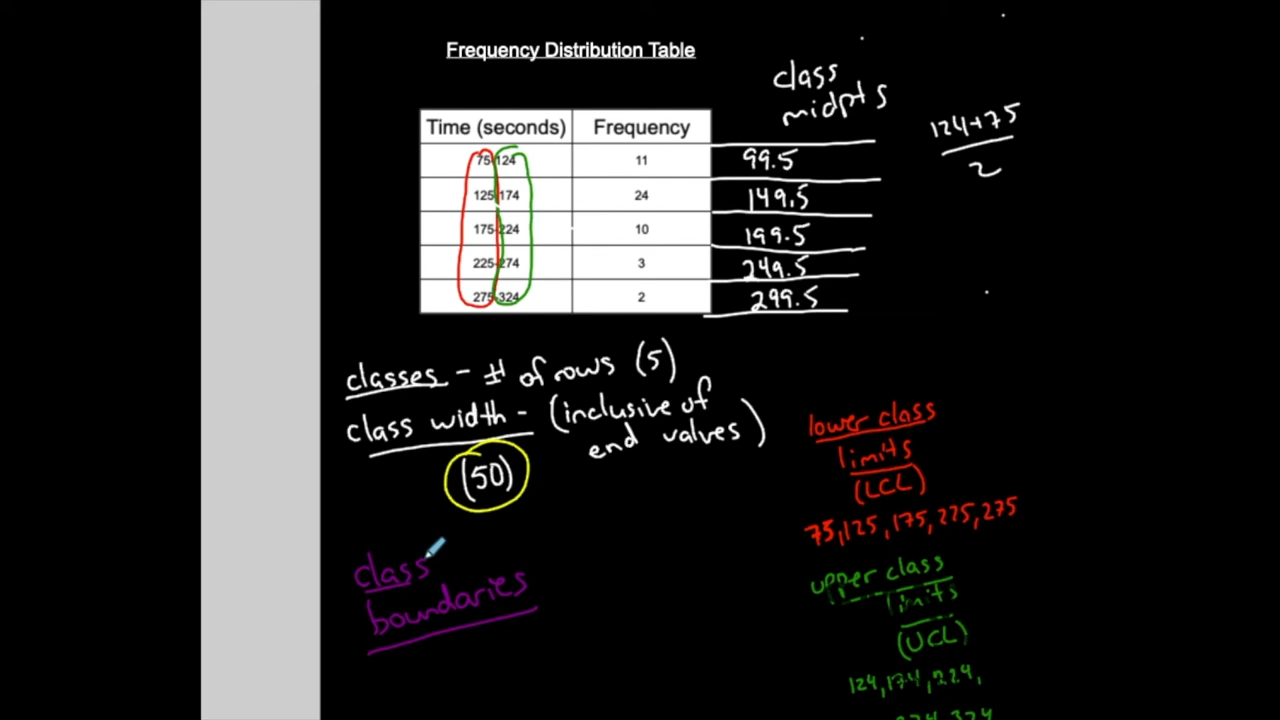 Frequency Distribution Table
class
midpts
124+75
2
Time (seconds) Frequency
75-124 11 99.5
125-174 24 149.5
175-224 10 199.5
225-274 3 249.5
275-324 2 299.5
classes - # of rows (5)
class width - (inclusive of
end values)
(50)
lower class
limits
(LCL)
75,125,175,225,275
upper class
limits
(UCL)
124,174,224,
274,324
class
boundaries